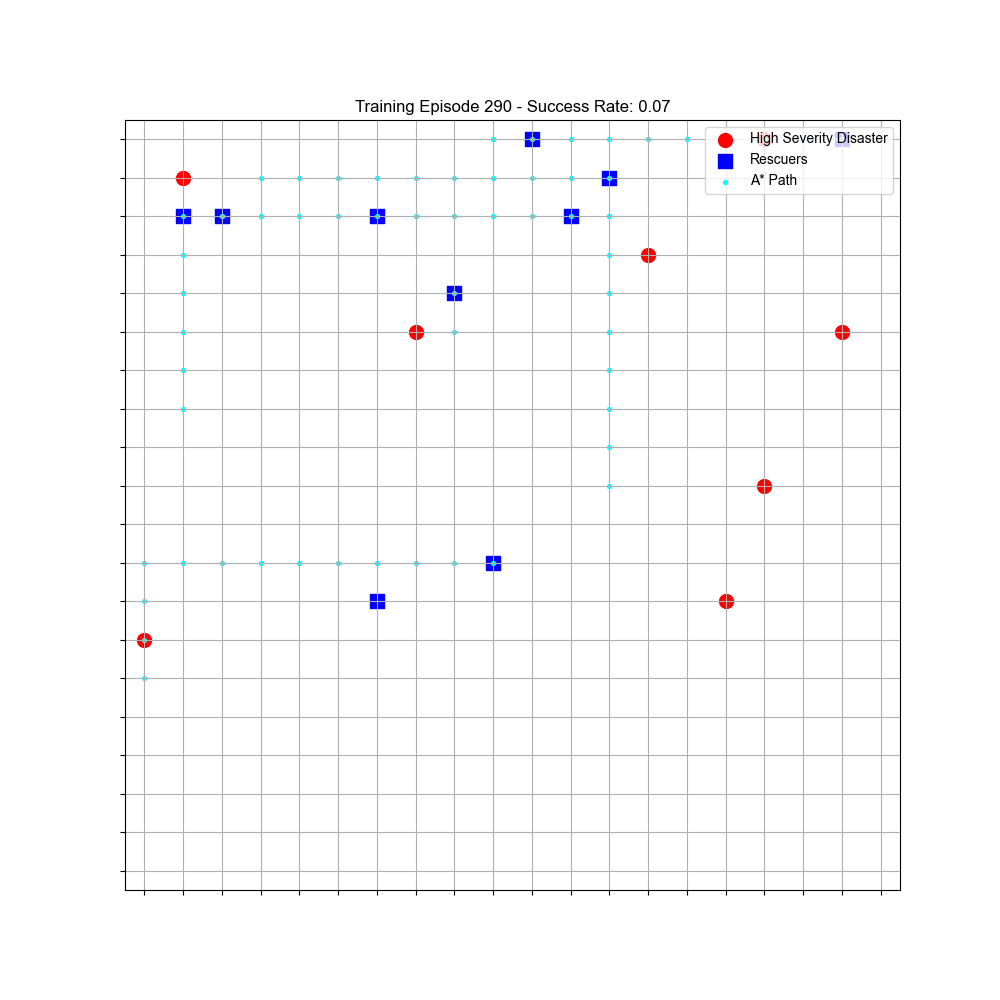 Training Episode 290 - Success Rate: 0.07
High Severity Disaster
Rescuers
A* Path